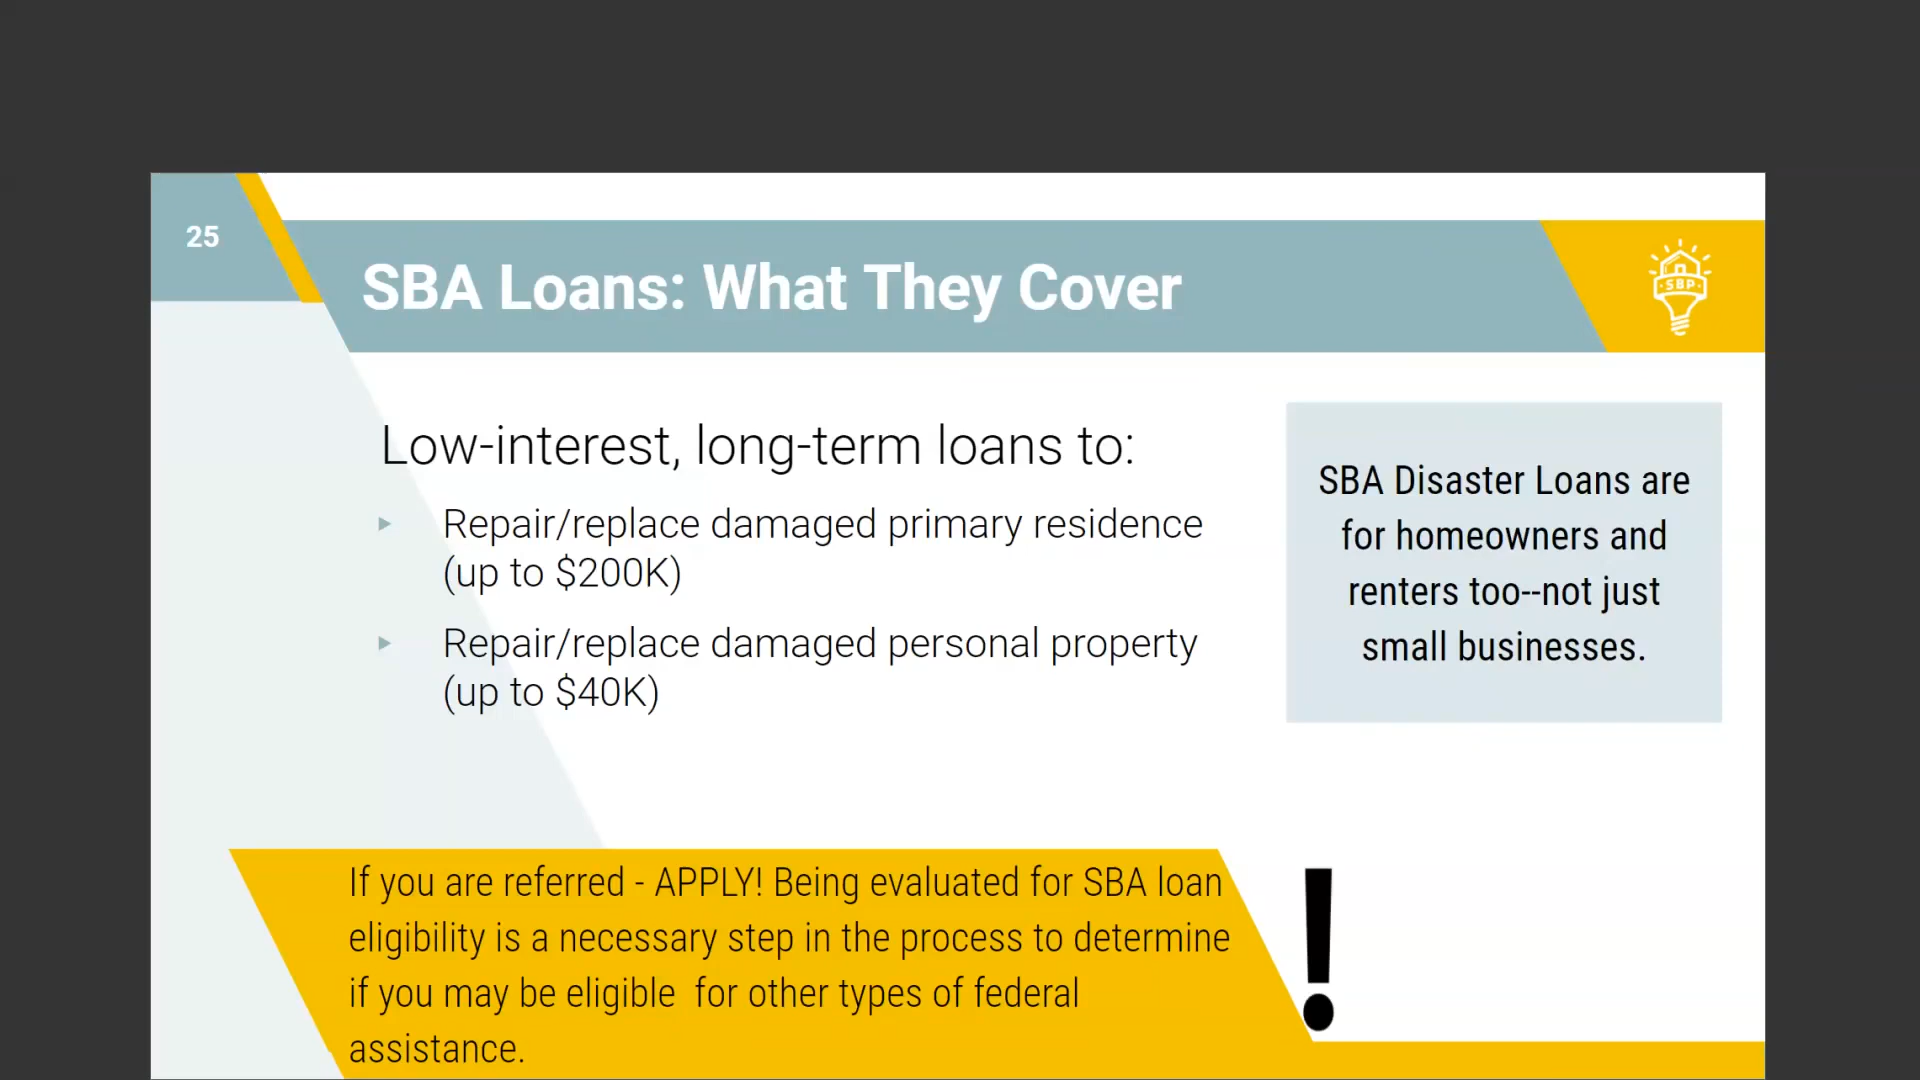 25
SBA Loans: What They Cover
SBP
Low-interest, long-term loans to:
Repair/replace damaged primary residence
(up to $200K)
Repair/replace damaged personal property
(up to $40K)
SBA Disaster Loans are
for homeowners and
renters too--not just
small businesses.
If you are referred - APPLY! Being evaluated for SBA loan
eligibility is a necessary step in the process to determine
if you may be eligible  for other types of federal
assistance.
!